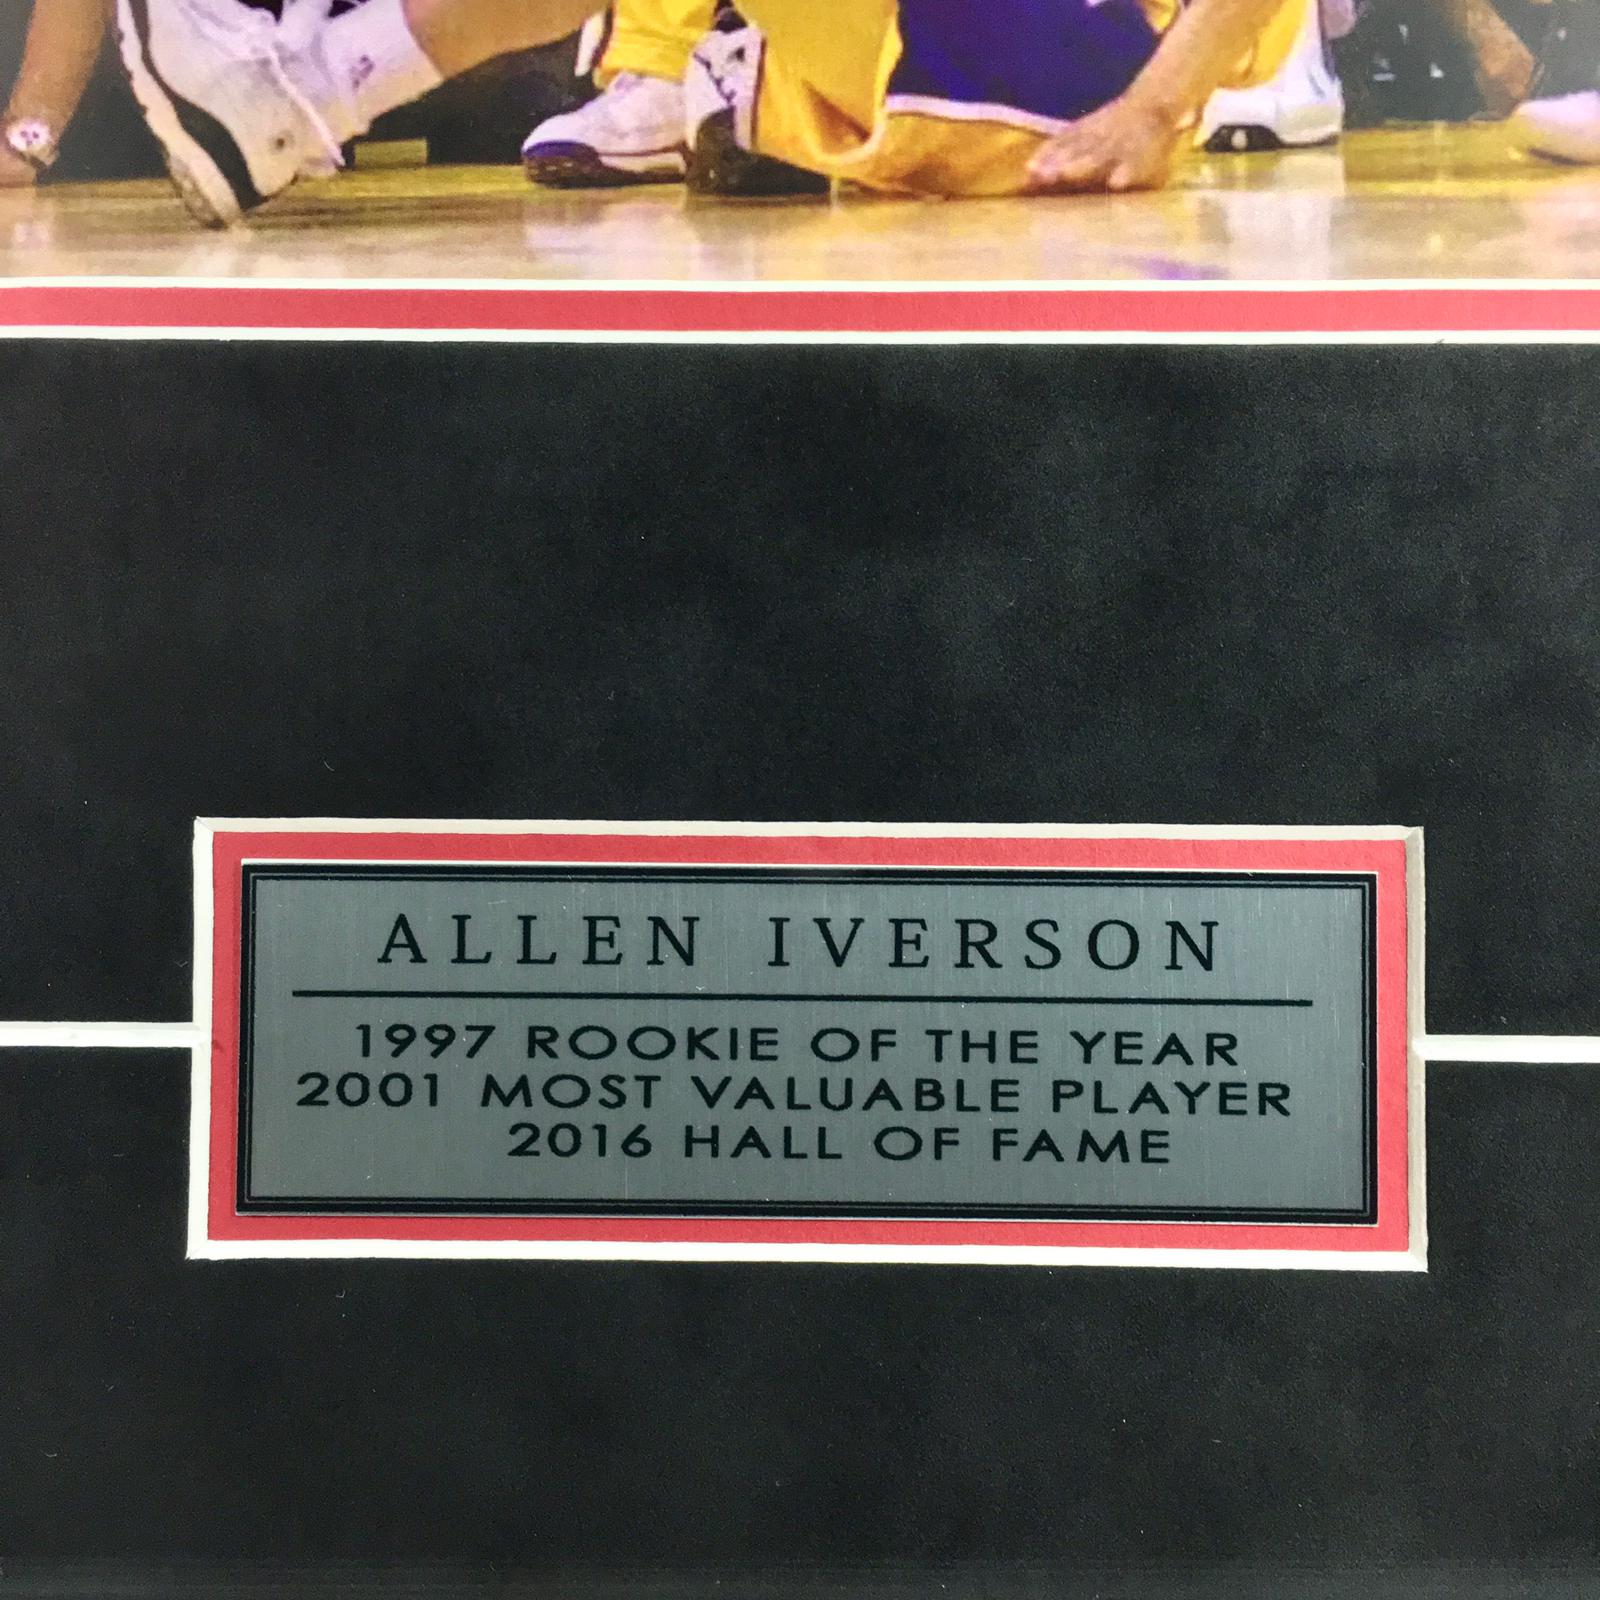 ALLEN IVERSON
1997 ROOKIE OF THE YEAR
2001 MOST VALUABLE PLAYER
2016 HALL OF FAME